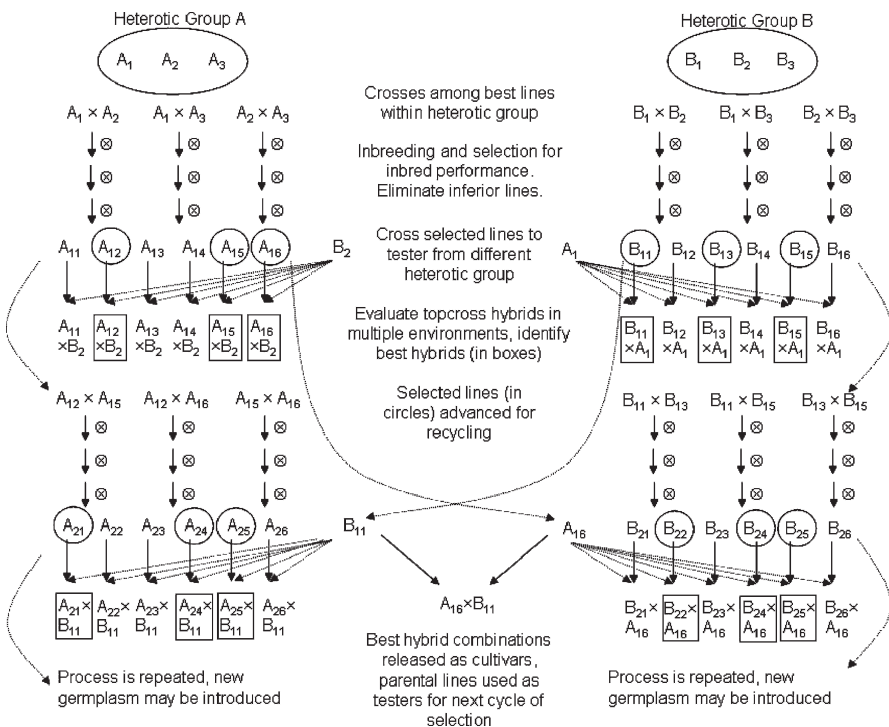 Heterotic Group A
A₁ A₂ A₃
Heterotic Group B
B₁ B₂ B₃
A₁ × A₂ A₁ × A₃ A₂ × A₃
Crosses among best lines
within heterotic group
B₁ × B₂ B₁ × B₃ B₂ × B₃
⊗ ⊗ ⊗
⊗ ⊗ ⊗
⊗ ⊗ ⊗
Inbreeding and selection for
inbred performance.
Eliminate inferior lines.
⊗ ⊗ ⊗
⊗ ⊗ ⊗
⊗ ⊗ ⊗
A₁₁ A₁₂ A₁₃ A₁₄ A₁₅ A₁₆ B₂
Cross selected lines to
tester from different
heterotic group
A₁ B₁₁ B₁₂ B₁₃ B₁₄ B₁₅ B₁₆
A₁₁ A₁₂ A₁₃ A₁₄ A₁₅ A₁₆
×B₂ ×B₂ ×B₂ ×B₂ ×B₂ ×B₂
Evaluate topcross hybrids in
multiple environments, identify
best hybrids (in boxes)
B₁₁ B₁₂ B₁₃ B₁₄ B₁₅ B₁₆
×A₁ ×A₁ ×A₁ ×A₁ ×A₁ ×A₁
A₁₂ × A₁₅ A₁₂ × A₁₆ A₁₅ × A₁₆
Selected lines (in
circles) advanced for
recycling
B₁₁ × B₁₃ B₁₁ × B₁₅ B₁₃ × B₁₅
⊗ ⊗ ⊗
⊗ ⊗ ⊗
⊗ ⊗ ⊗
⊗ ⊗ ⊗
⊗ ⊗ ⊗
⊗ ⊗ ⊗
A₂₁ A₂₂ A₂₃ A₂₄ A₂₅ A₂₆ B₁₁
A₁₆ B₂₁ B₂₂ B₂₃ B₂₄ B₂₅ B₂₆
A₂₁× A₂₂× A₂₃× A₂₄× A₂₅× A₂₆×
B₁₁ B₁₁ B₁₁ B₁₁ B₁₁ B₁₁
A₁₆×B₁₁
B₂₁× B₂₂× B₂₃× B₂₄× B₂₅× B₂₆×
A₁₆ A₁₆ A₁₆ A₁₆ A₁₆ A₁₆
Process is repeated, new
germplasm may be introduced
Best hybrid combinations
released as cultivars,
parental lines used as
testers for next cycle of
selection
Process is repeated, new
germplasm may be introduced